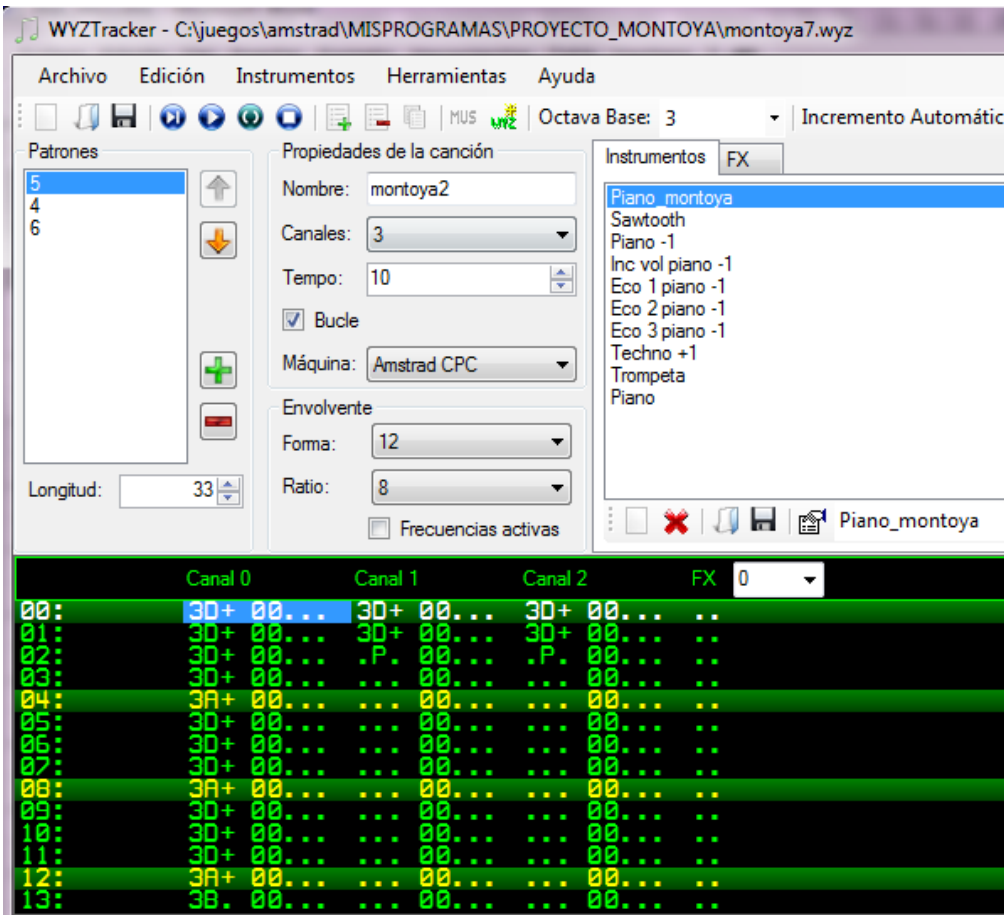 WYZTracker - C:\juegos\amstrad\MISPROGRAMAS\PROYECTO_MONTOYA\montoya7.wyz
Archivo Edición Instrumentos Herramientas Ayuda
MUS WYZ Octava Base: 3 Incremento Automátic
Patrones
5
4
6
Longitud: 33
Propiedades de la canción
Nombre: montoya2
Canales: 3
Tempo: 10
Bucle
Máquina: Amstrad CPC
Envolvente
Forma: 12
Ratio: 8
Frecuencias activas
Instrumentos FX
Piano_montoya
Sawtooth
Piano -1
Inc vol piano -1
Eco 1 piano -1
Eco 2 piano -1
Eco 3 piano -1
Techno +1
Trompeta
Piano
Piano_montoya
Canal 0 Canal 1 Canal 2 FX 0
00: 3D+ 00... 3D+ 00... 3D+ 00... ..
01: 3D+ 00... 3D+ 00... 3D+ 00... ..
02: 3D+ 00... .P. 00... .P. 00... ..
03: 3D+ 00... ... 00... ... 00... ..
04: 3A+ 00... ... 00... ... 00... ..
05: 3D+ 00... ... 00... ... 00... ..
06: 3D+ 00... ... 00... ... 00... ..
07: 3D+ 00... ... 00... ... 00... ..
08: 3A+ 00... ... 00... ... 00... ..
09: 3D+ 00... ... 00... ... 00... ..
10: 3D+ 00... ... 00... ... 00... ..
11: 3D+ 00... ... 00... ... 00... ..
12: 3A+ 00... ... 00... ... 00... ..
13: 3B. 00... ... 00... ... 00... ..